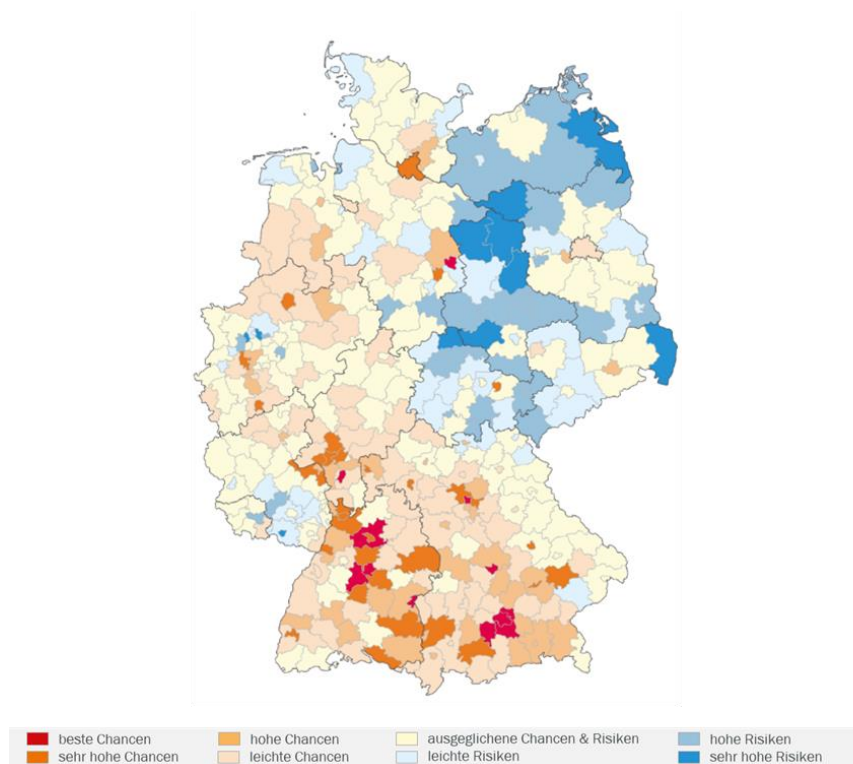 beste Chancen
hohe Chancen
ausgeglichene Chancen & Risiken
hohe Risiken
sehr hohe Chancen
leichte Chancen
leichte Risiken
sehr hohe Risiken